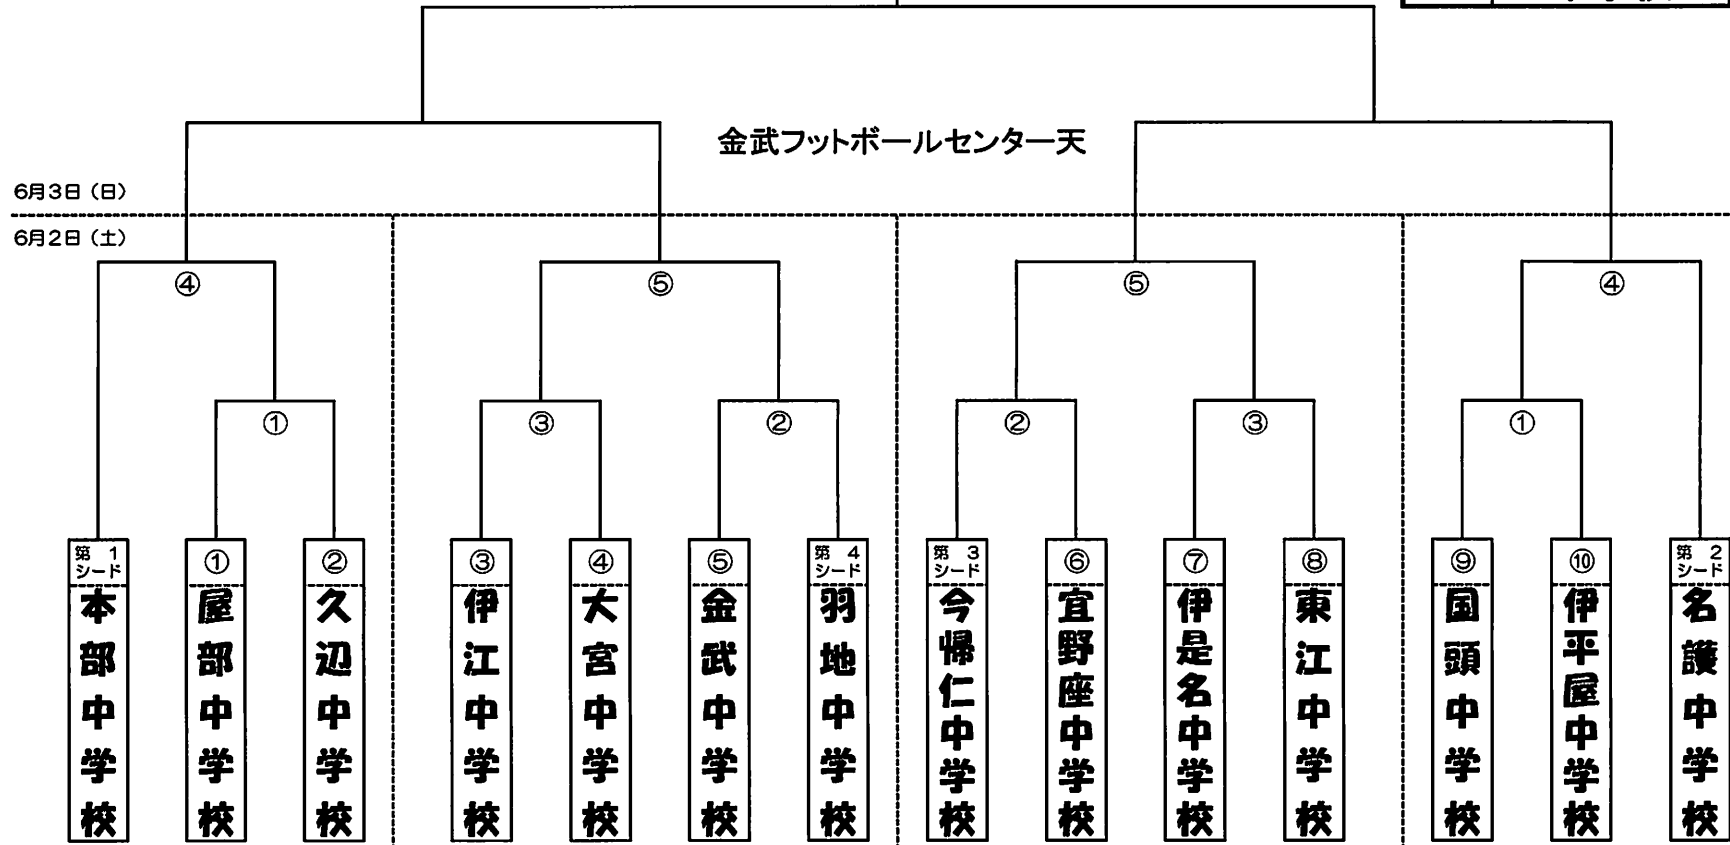 金武フットボールセンター天
6月3日（日）
6月2日（土）
④ ⑤ ⑤ ④
① ③ ② ② ③ ①
第1シード
本部中学校
①
屋部中学校
②
久辺中学校
③
伊江中学校
④
大宮中学校
⑤
金武中学校
第4シード
羽地中学校
第3シード
今帰仁中学校
⑥
宜野座中学校
⑦
伊是名中学校
⑧
東江中学校
⑨
国頭中学校
⑩
伊平屋中学校
第2シード
名護中学校